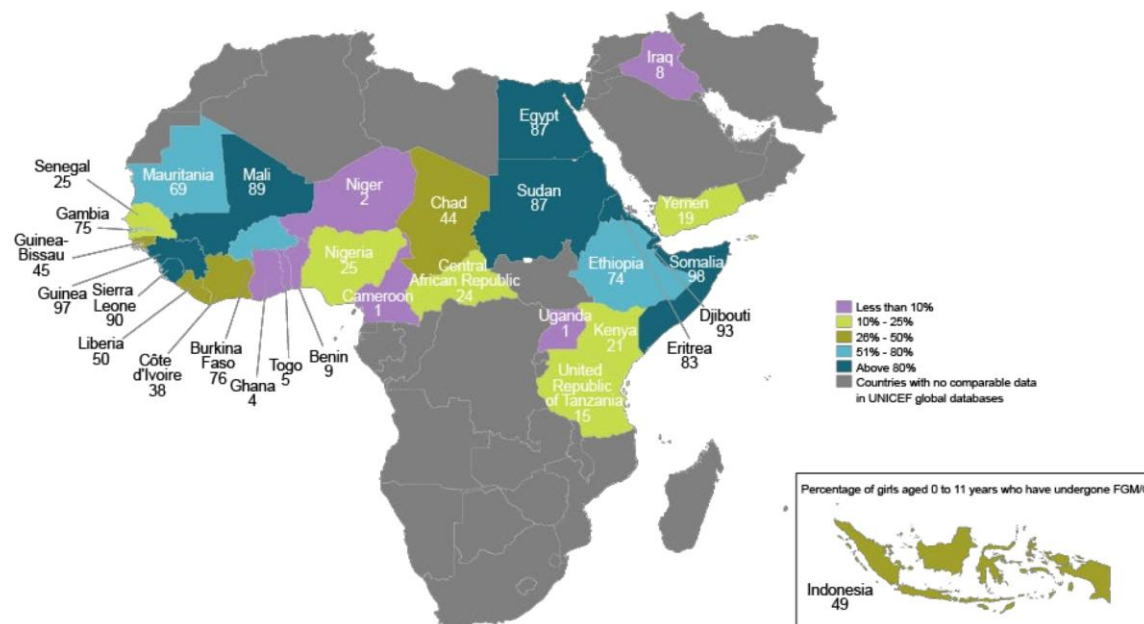 Iraq
8
Egypt
87
Senegal
25
Mauritania
69
Mali
89
Niger
2
Chad
44
Sudan
87
Yemen
19
Gambia
75
Guinea-
Bissau
45
Nigeria
25
Central
African Republic
24
Ethiopia
74
Somalia
98
Guinea
97
Sierra
Leone
90
Cameroon
1
Djibouti
93
Liberia
50
Côte
d'Ivoire
38
Burkina
Faso
76
Ghana
4
Togo
5
Benin
9
Uganda
1
Kenya
21
Eritrea
83
United
Republic
of Tanzania
15
Less than 10%
10% - 25%
26% - 50%
51% - 80%
Above 80%
Countries with no comparable data
in UNICEF global databases
Percentage of girls aged 0 to 11 years who have undergone FGM/
Indonesia
49